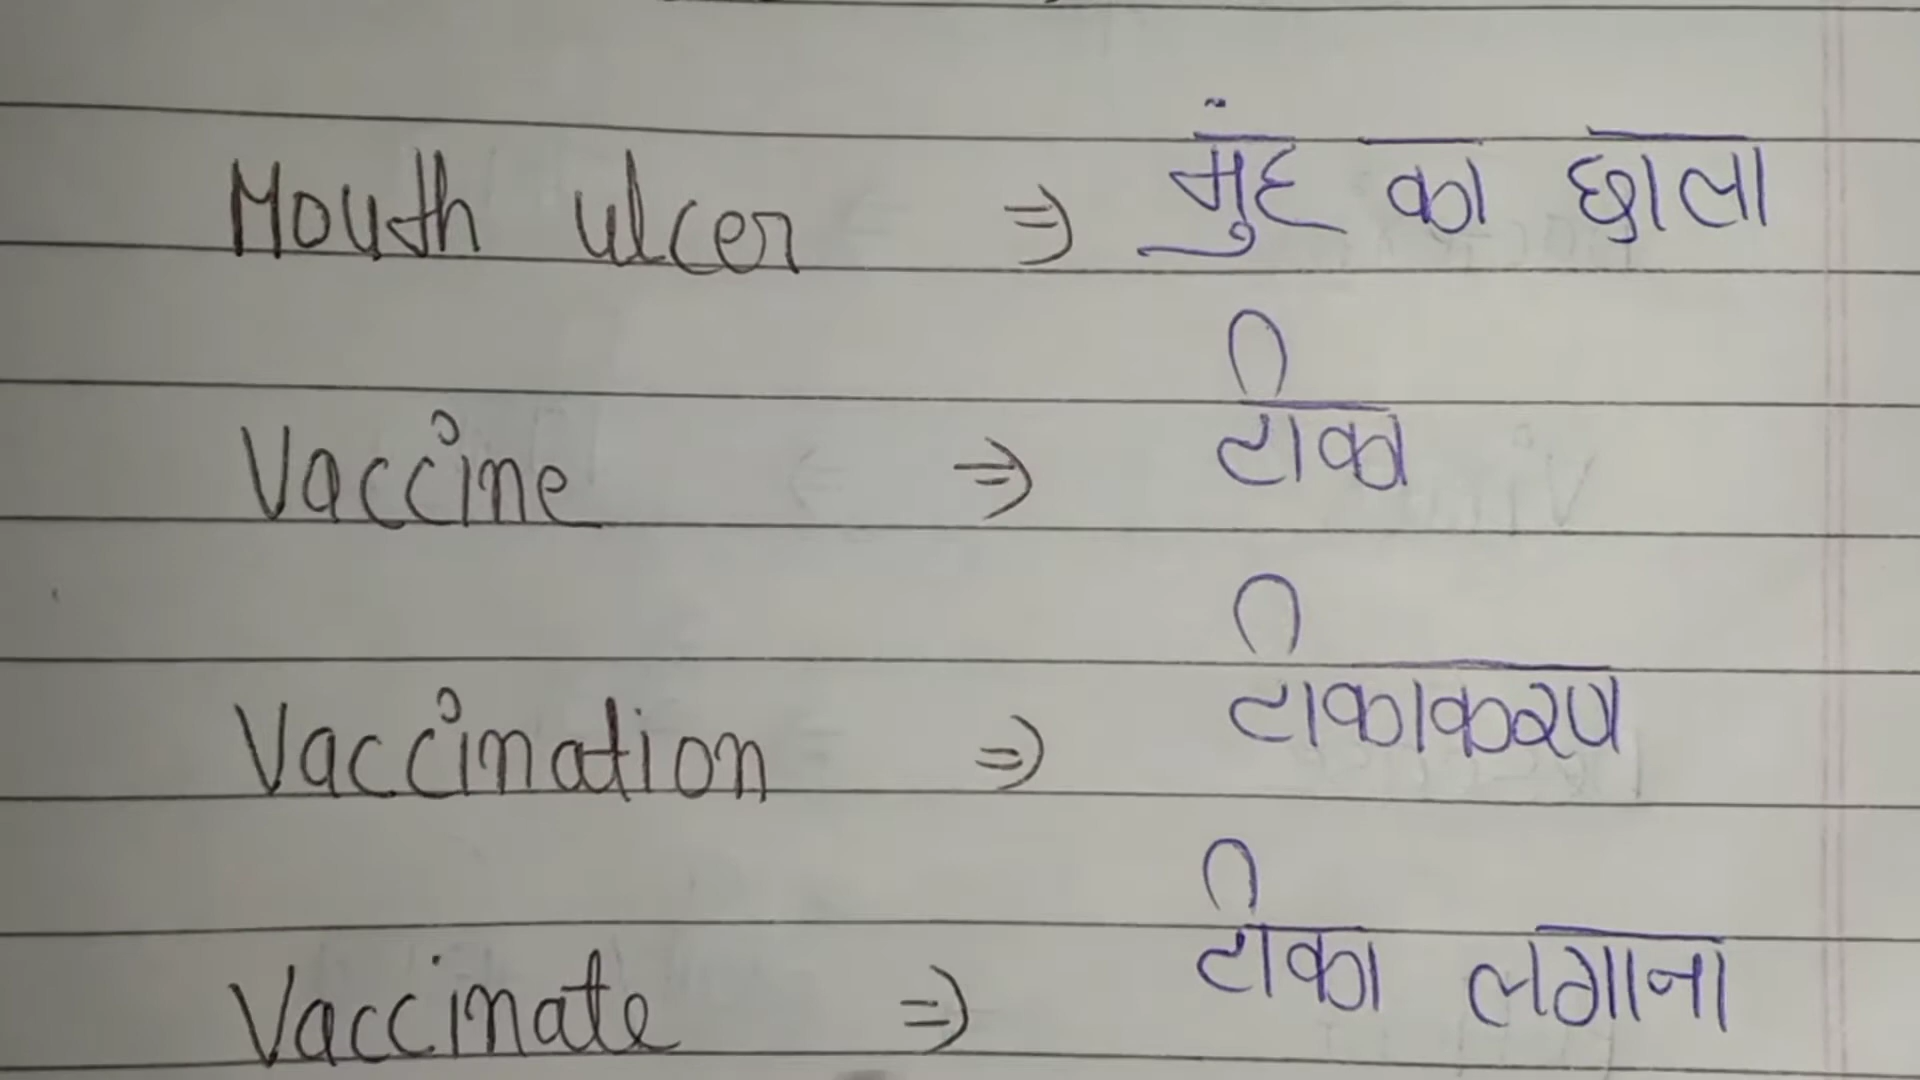 Mouth ulcer => मुंह का छाला
Vaccine => टीका
Vaccination => टीकाकरण
Vaccinate => टीका लगाना